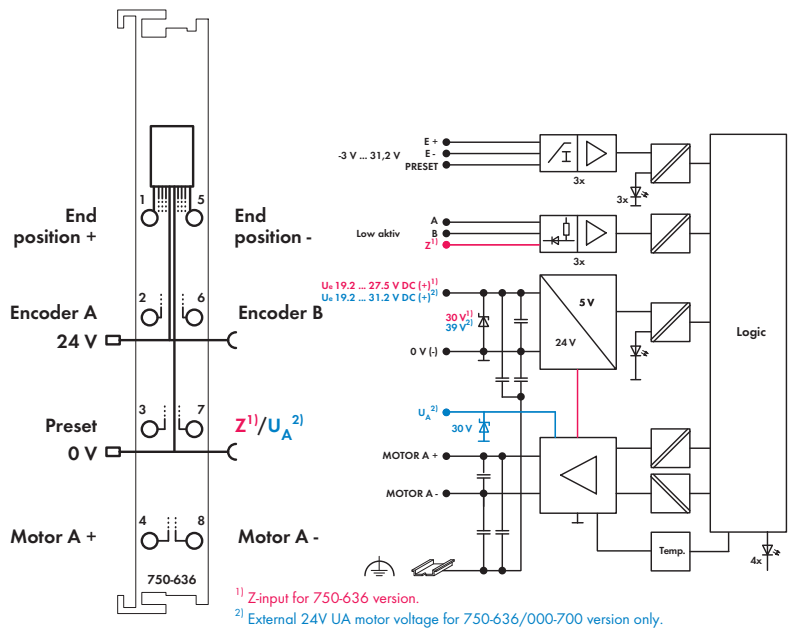 1
5
End
position +
End
position -
2
6
Encoder A
Encoder B
24 V
3
7
Preset
Z¹⁾/U_A²⁾
0 V
4
8
Motor A +
Motor A -
750-636
-3 V ... 31,2 V
E +
E -
PRESET
3x
3x
Low aktiv
A
B
Z¹⁾
3x
Uₑ 19.2 ... 27.5 V DC (+)¹⁾
Uₑ 19.2 ... 31.2 V DC (+)²⁾
30 V¹⁾
39 V²⁾
5 V
24 V
0 V (-)
U_A²⁾
30 V
MOTOR A +
MOTOR A -
Logic
Temp.
4x
¹⁾ Z-input for 750-636 version.
²⁾ External 24V UA motor voltage for 750-636/000-700 version only.